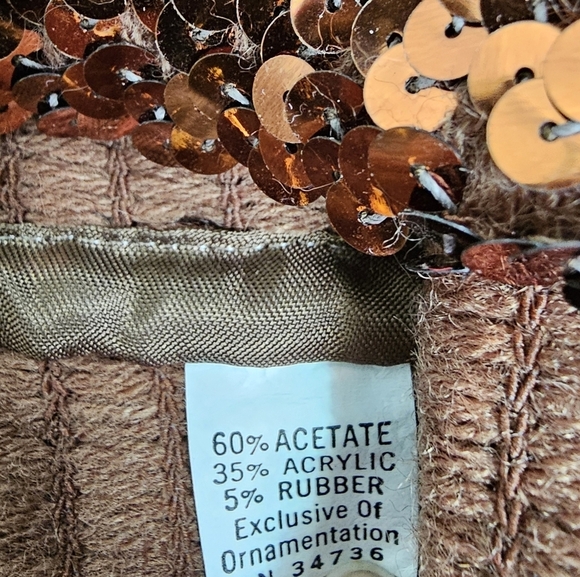 60% ACETATE
35% ACRYLIC
5% RUBBER
Exclusive Of
Ornamentation
N 34736